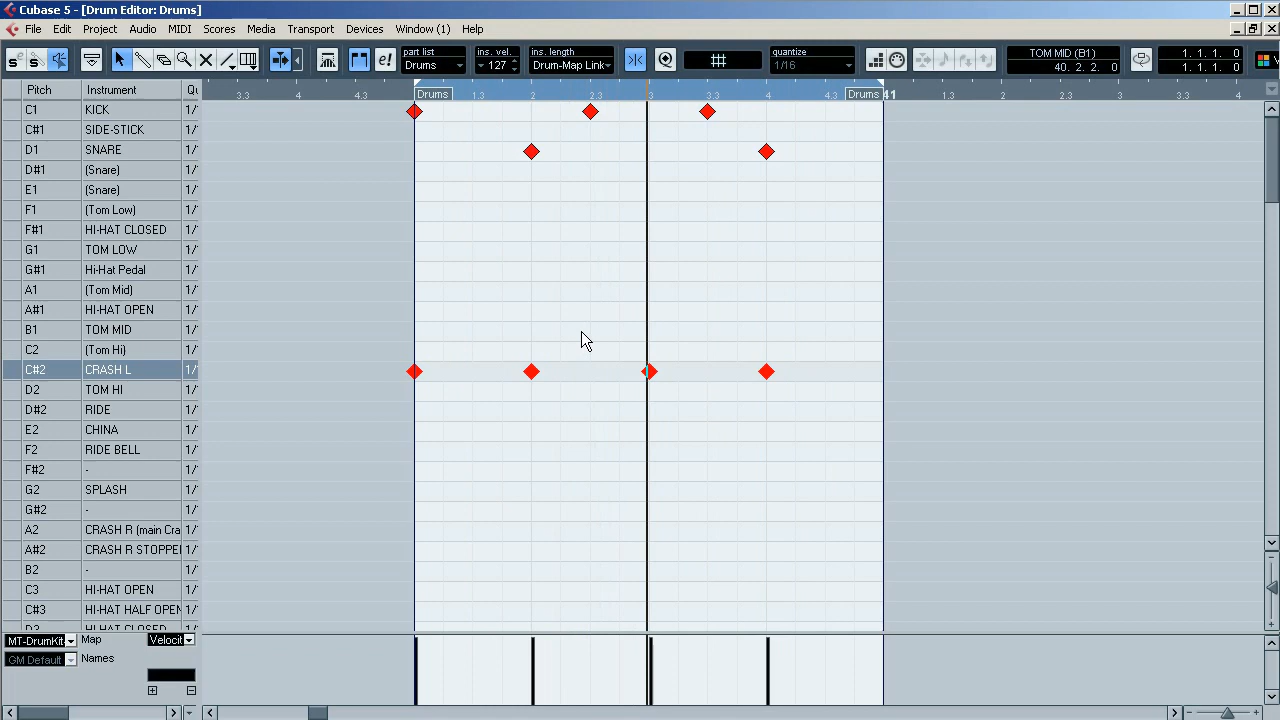 Cubase 5 - [Drum Editor: Drums]
File Edit Project Audio MIDI Scores Media Transport Devices Window (1) Help
part list ins. vel. ins. length quantize TOM MID (B1) 1. 1. 1. 0
Drums 127 Drum-Map Link 1/16 40. 2. 2. 0 1. 1. 1. 0
Pitch Instrument 3.3 4 4.3 Drums 1.3 2 2.3 3 3.3 4 4.3 Drums 41 1.3 2 2.3 3 3.3 4
C1 KICK
C#1 SIDE-STICK
D1 SNARE
D#1 (Snare)
E1 (Snare)
F1 (Tom Low)
F#1 HI-HAT CLOSED
G1 TOM LOW
G#1 Hi-Hat Pedal
A1 (Tom Mid)
A#1 HI-HAT OPEN
B1 TOM MID
C2 (Tom Hi)
C#2 CRASH L
D2 TOM HI
D#2 RIDE
E2 CHINA
F2 RIDE BELL
F#2 -
G2 SPLASH
G#2 -
A2 CRASH R (main Cra
A#2 CRASH R STOPPE
B2 -
C3 HI-HAT OPEN
C#3 HI-HAT HALF OPEN
MT-DrumKit Map Velocit
GM Default Names